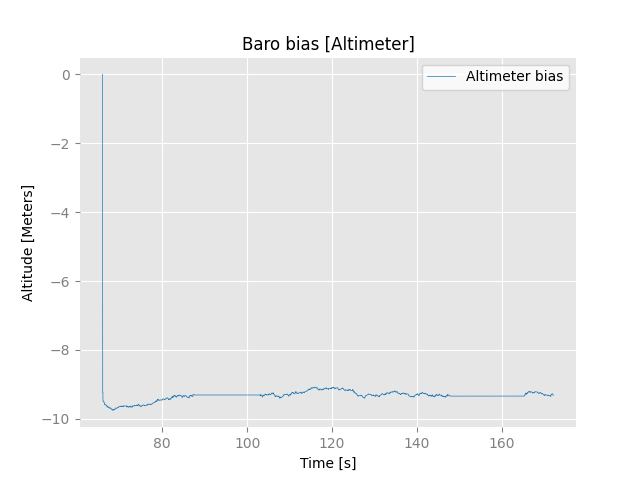 Baro bias [Altimeter]
Altimeter bias
0
−2
−4
−6
−8
−10
Altitude [Meters]
80 100 120 140 160
Time [s]